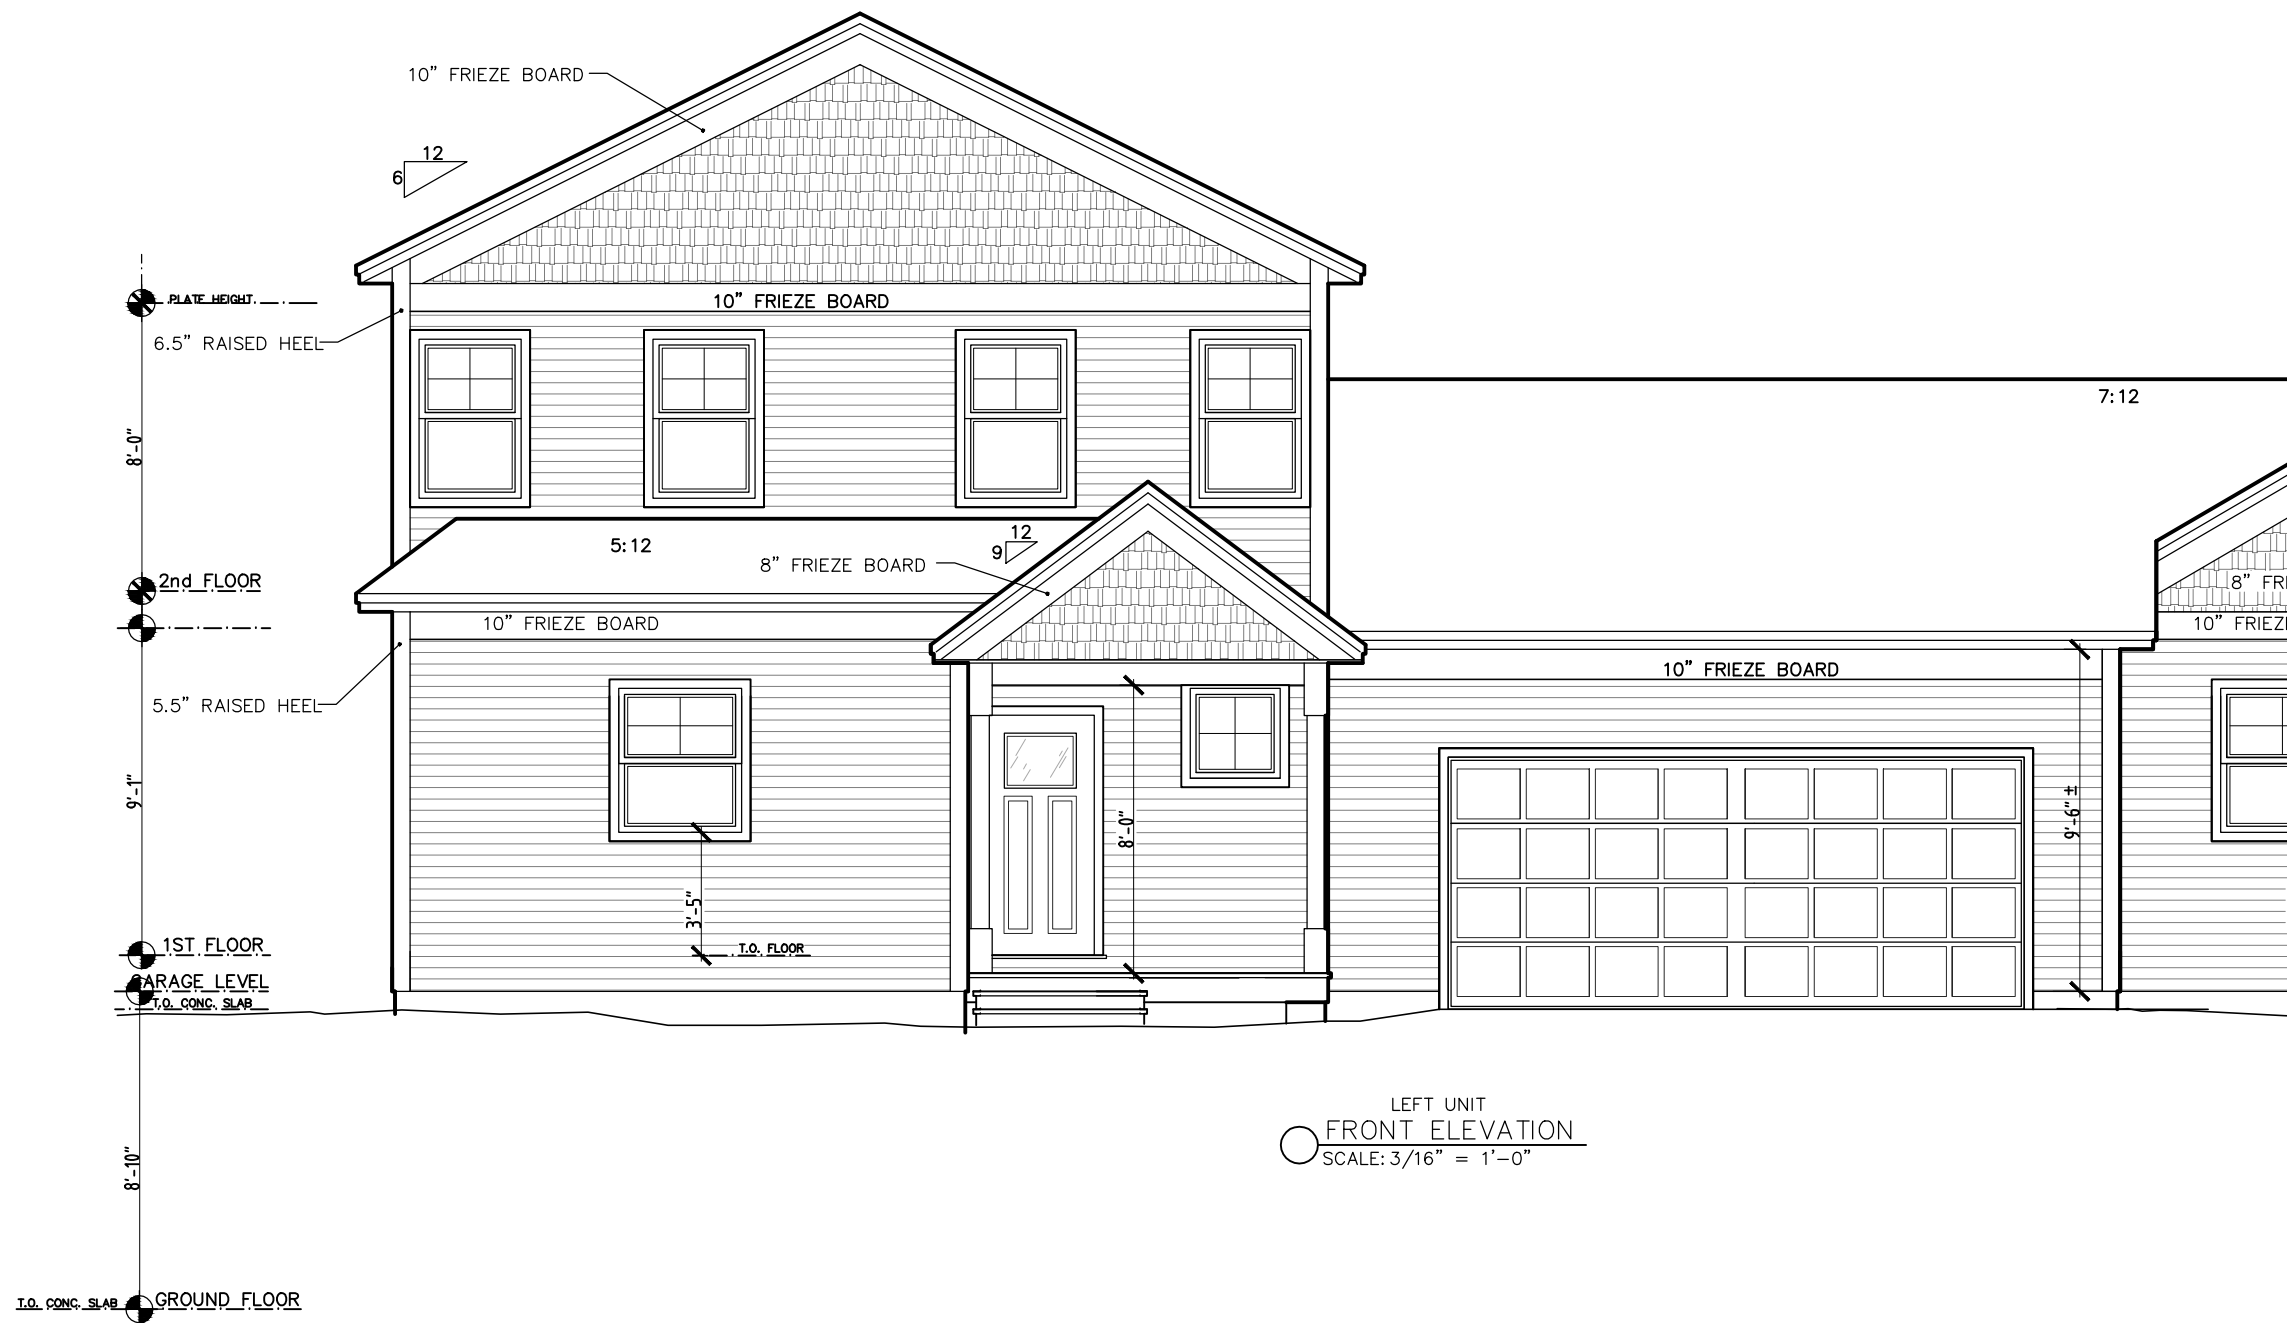 10” FRIEZE BOARD
12
6
PLATE HEIGHT
10” FRIEZE BOARD
6.5” RAISED HEEL
7:12
8'-0"
12
9
5:12
8” FRIEZE BOARD
2nd FLOOR
8” FRI
10” FRIEZE BOARD
10” FRIEZ
10” FRIEZE BOARD
5.5” RAISED HEEL
9'-1"
8'-0"
9'-6" ±
3'-5"
1ST FLOOR
T.O. FLOOR
GARAGE LEVEL
T.O. CONC. SLAB
LEFT UNIT
FRONT ELEVATION
SCALE: 3/16” = 1'-0”
8'-10"
T.O. CONC. SLAB
GROUND FLOOR